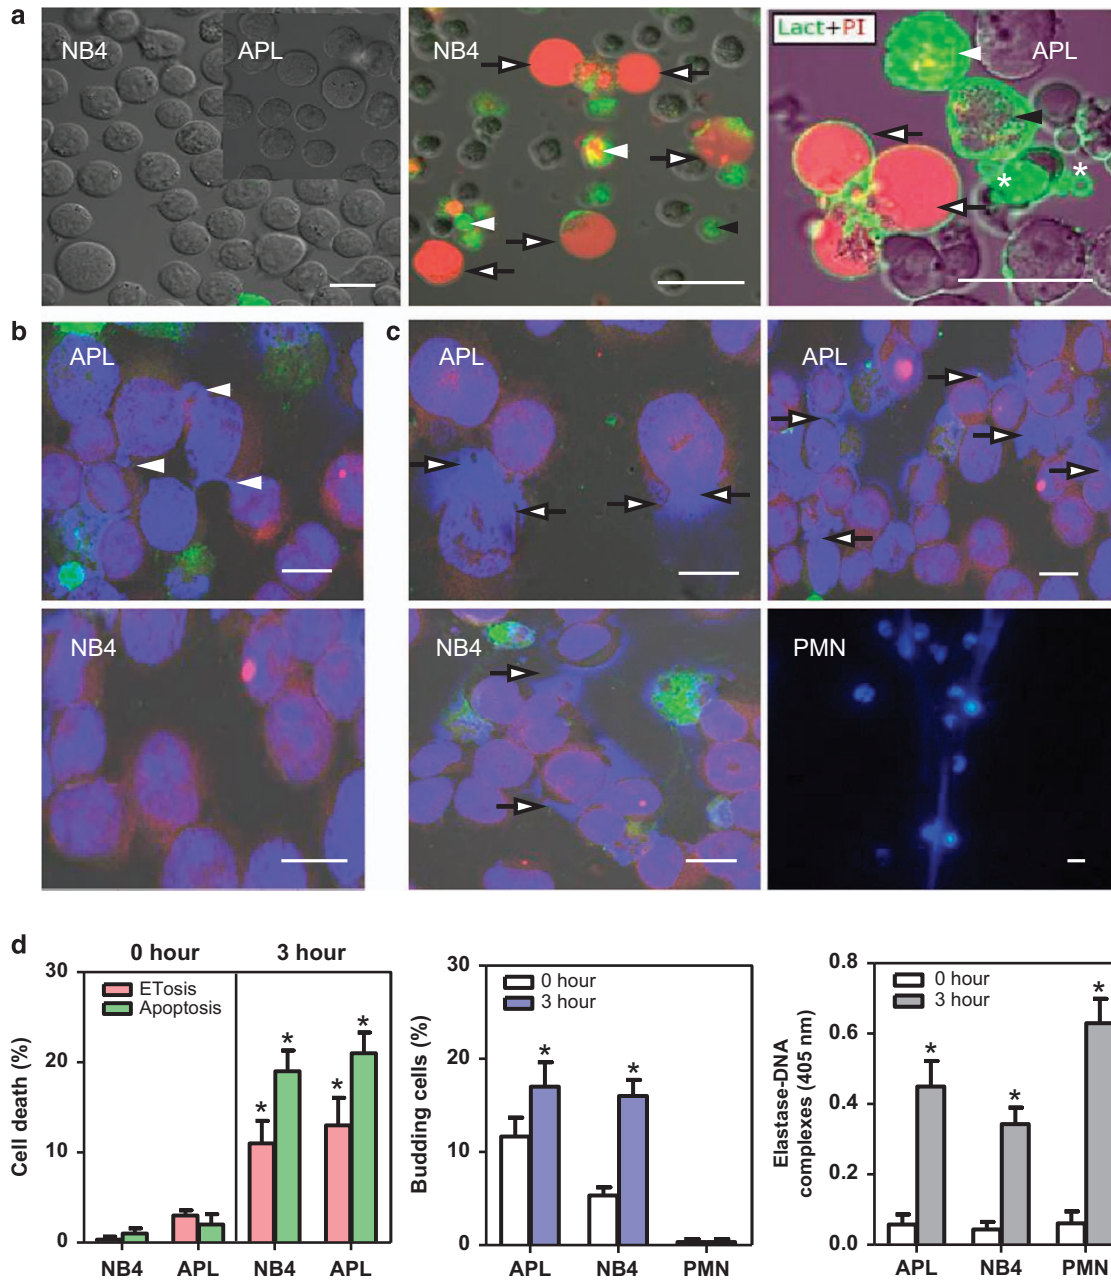 a
NB4
APL
NB4
Lact+PI
APL
*
*
b
APL
c
APL
APL
NB4
NB4
PMN
d
0 hour
3 hour
30
20
10
0
Cell death (%)
ETosis
Apoptosis
*
*
*
*
NB4
APL
NB4
APL
30
20
10
0
Budding cells (%)
0 hour
3 hour
*
*
APL
NB4
PMN
0.8
0.6
0.4
0.2
0.0
Elastase-DNA
complexes (405 nm)
0 hour
3 hour
*
*
*
APL
NB4
PMN